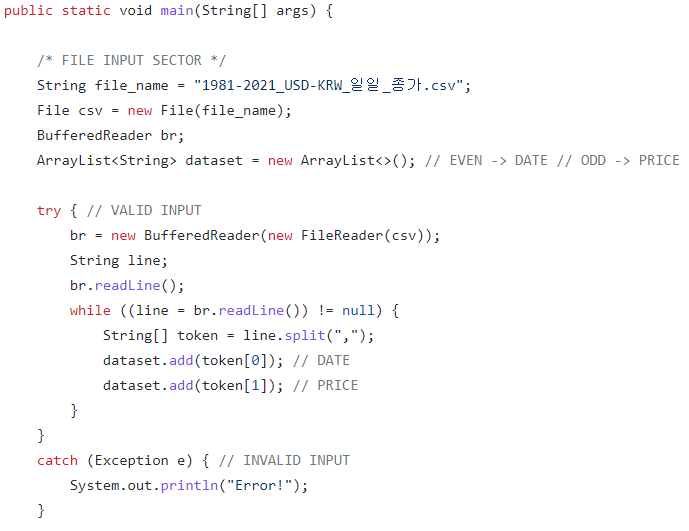 public static void main(String[] args) {
/* FILE INPUT SECTOR */
String file_name = "1981-2021_USD-KRW_일일_종가.csv";
File csv = new File(file_name);
BufferedReader br;
ArrayList<String> dataset = new ArrayList<>(); // EVEN -> DATE // ODD -> PRICE
try { // VALID INPUT
br = new BufferedReader(new FileReader(csv));
String line;
br.readLine();
while ((line = br.readLine()) != null) {
String[] token = line.split(",");
dataset.add(token[0]); // DATE
dataset.add(token[1]); // PRICE
}
}
catch (Exception e) { // INVALID INPUT
System.out.println("Error!");
}